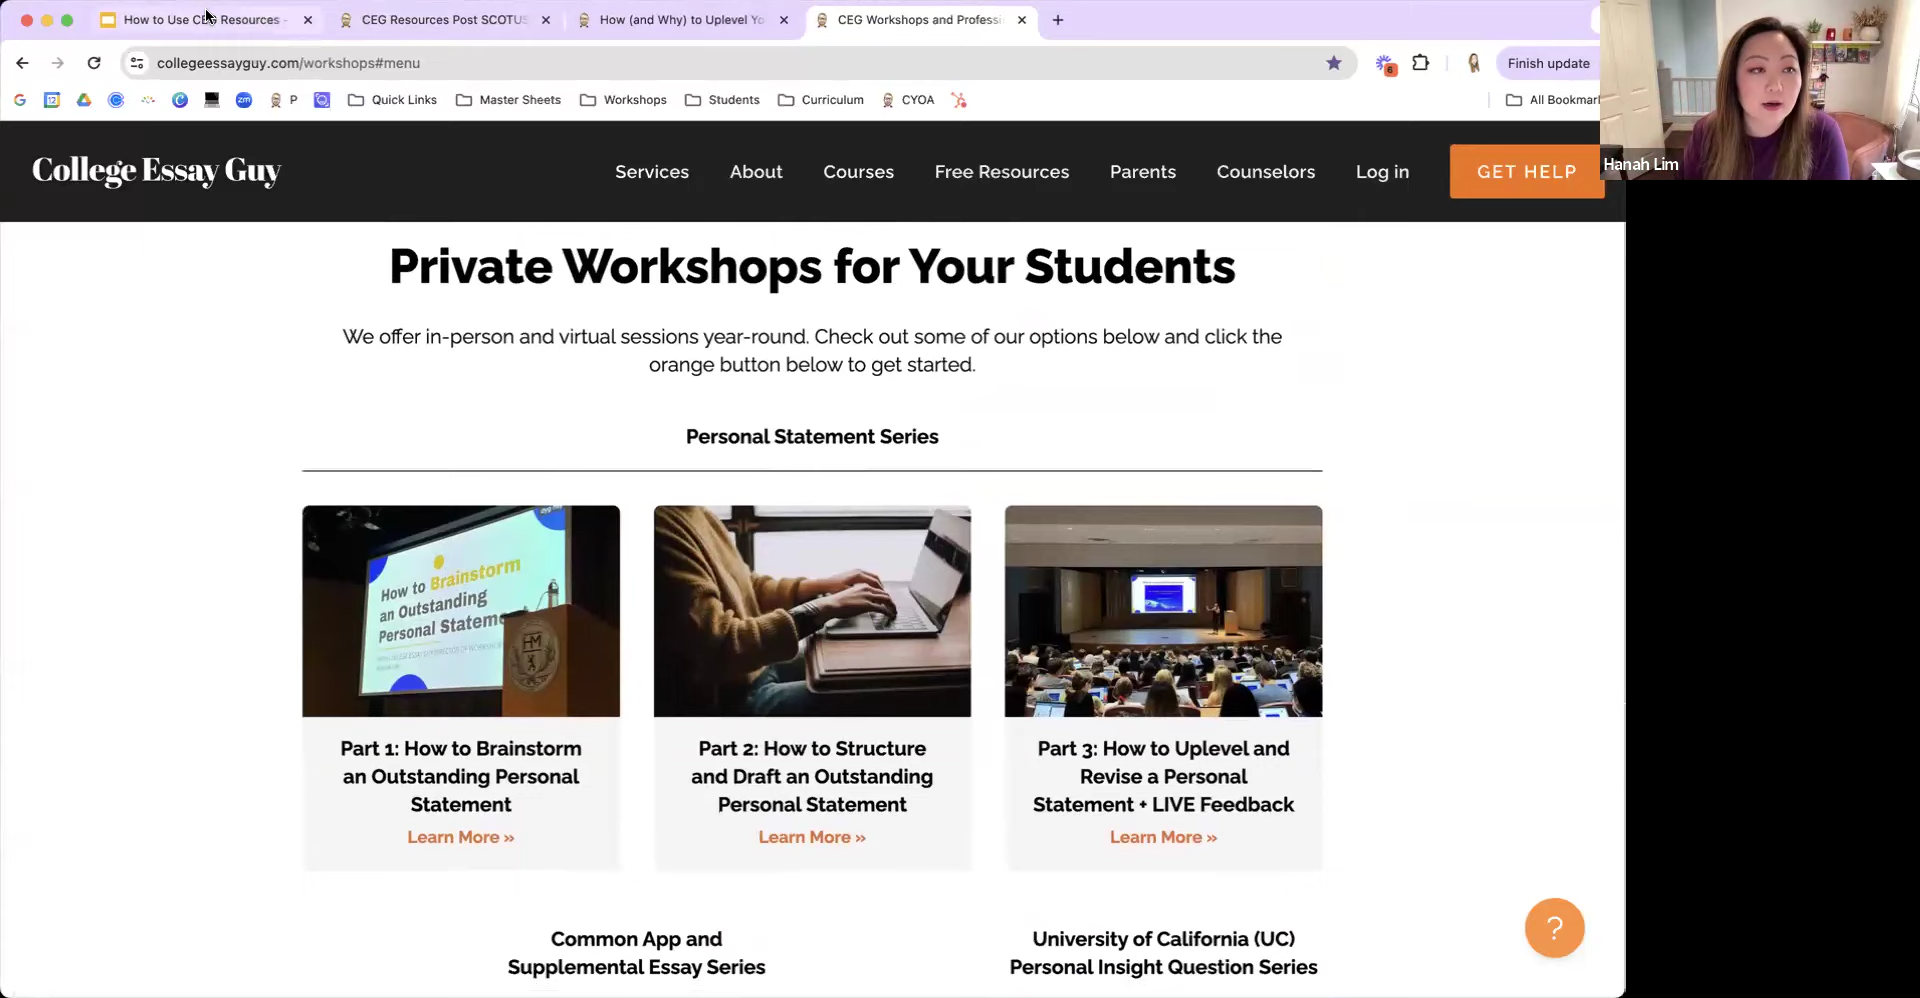 How to Use CEG Resources -
CEG Resources Post SCOTUS
How (and Why) to Uplevel Yo
CEG Workshops and Professi
collegeessayguy.com/workshops#menu
6
Finish update
G
12
zm
P
Quick Links
Master Sheets
Workshops
Students
Curriculum
CYOA
All Bookmar
Hanah Lim
College Essay Guy
Services
About
Courses
Free Resources
Parents
Counselors
Log in
GET HELP
Private Workshops for Your Students
We offer in-person and virtual sessions year-round. Check out some of our options below and click the
orange button below to get started.
Personal Statement Series
How to Brainstorm
an Outstanding
Personal Stateme
HM
Part 1: How to Brainstorm
an Outstanding Personal
Statement
Learn More »
Part 2: How to Structure
and Draft an Outstanding
Personal Statement
Learn More »
Part 3: How to Uplevel and
Revise a Personal
Statement + LIVE Feedback
Learn More »
Common App and
Supplemental Essay Series
University of California (UC)
Personal Insight Question Series
?